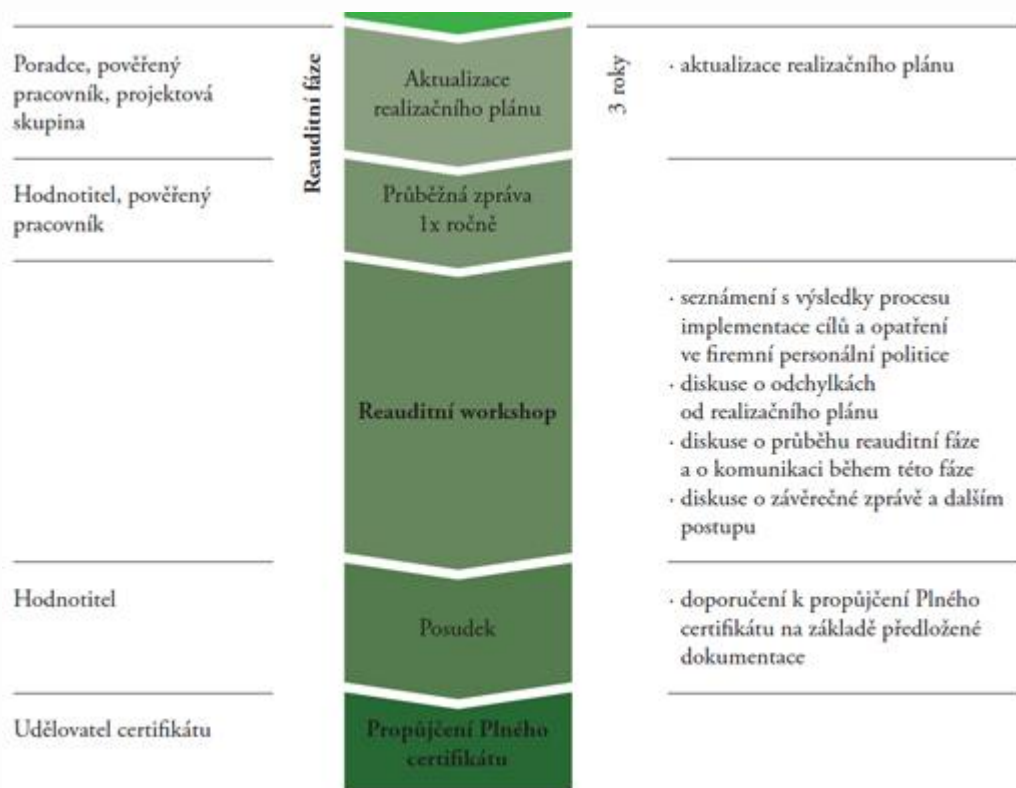 Poradce, pověřený
pracovník, projektová
skupina
Reauditní fáze
Aktualizace
realizačního plánu
3 roky
· aktualizace realizačního plánu
Hodnotitel, pověřený
pracovník
Průběžná zpráva
1x ročně
Reauditní workshop
· seznámení s výsledky procesu
implementace cílů a opatření
ve firemní personální politice
· diskuse o odchylkách
od realizačního plánu
· diskuse o průběhu reauditní fáze
a o komunikaci během této fáze
· diskuse o závěrečné zprávě a dalším
postupu
Hodnotitel
Posudek
· doporučení k propůjčení Plného
certifikátu na základě předložené
dokumentace
Udělovatel certifikátu
Propůjčení Plného
certifikátu